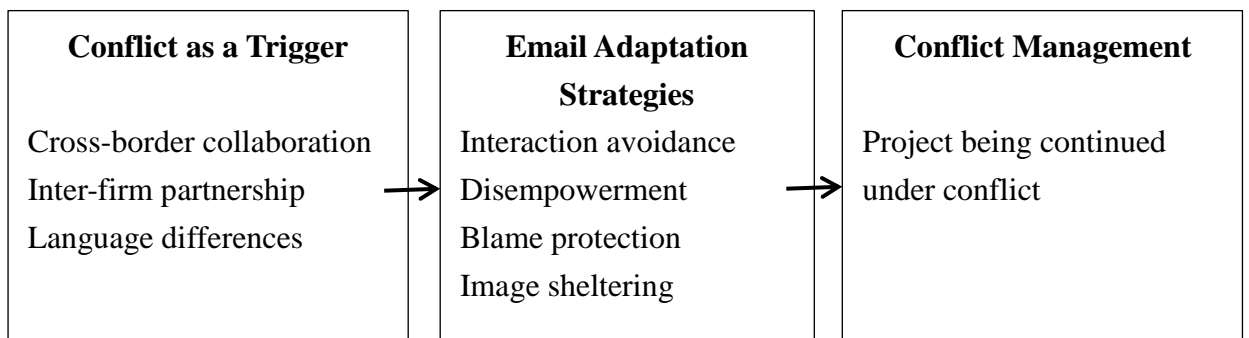 Conflict as a Trigger
Cross-border collaboration
Inter-firm partnership
Language differences
Email Adaptation
Strategies
Interaction avoidance
Disempowerment
Blame protection
Image sheltering
Conflict Management
Project being continued
under conflict